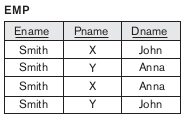 EMP
Ename Pname Dname
Smith X John
Smith Y Anna
Smith X Anna
Smith Y John